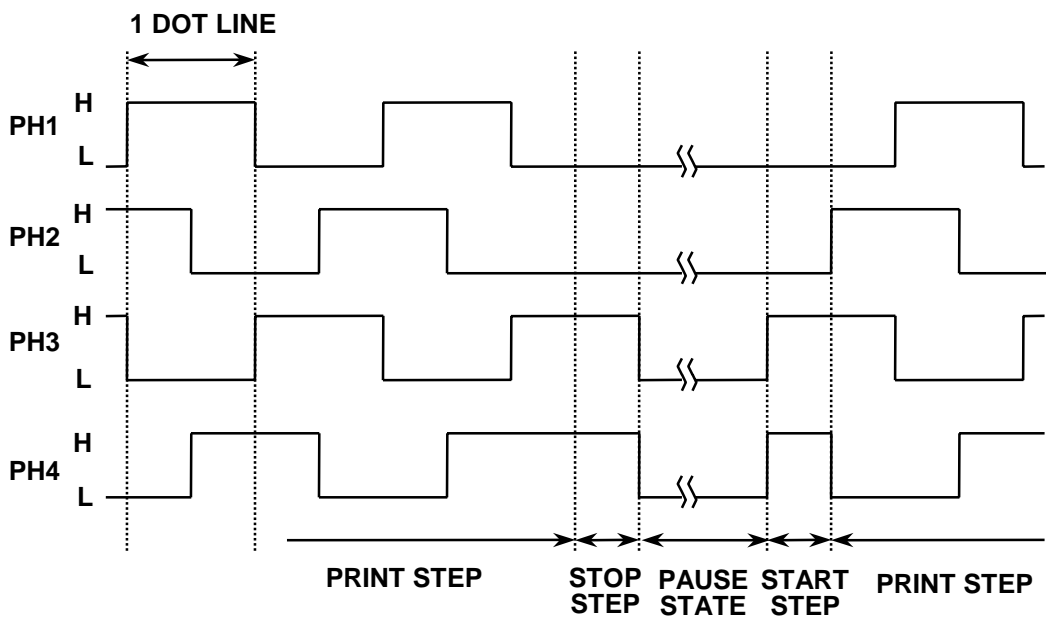 1 DOT LINE
H
PH1
L
H
PH2
L
H
PH3
L
H
PH4
L
PRINT STEP
STOP STEP
PAUSE STATE
START STEP
PRINT STEP